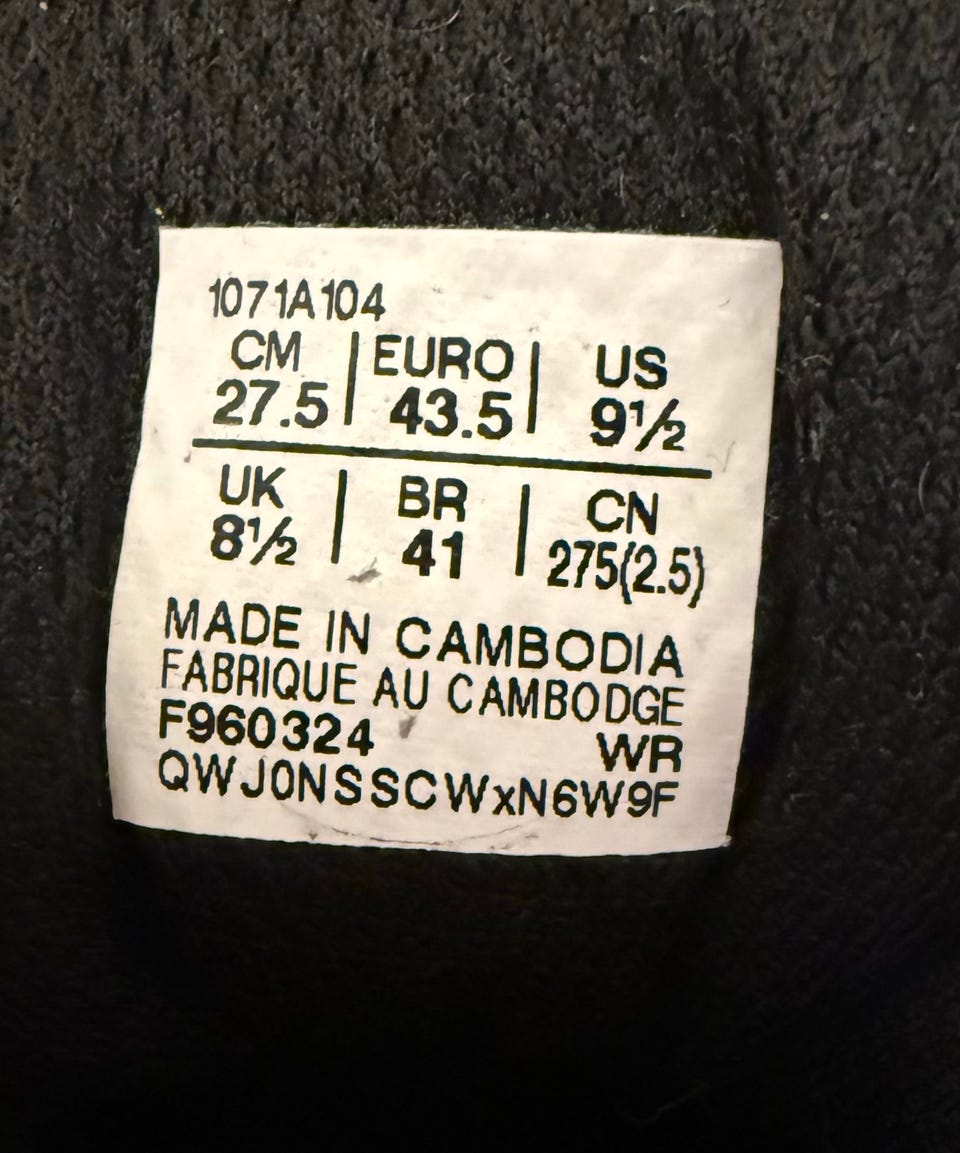 1071A104
CM | EURO | US
27.5 | 43.5 | 9½
UK | BR | CN
8½ | 41 | 275(2.5)
MADE IN CAMBODIA
FABRIQUE AU CAMBODGE
F960324 WR
QWJ0NSSCWxN6W9F